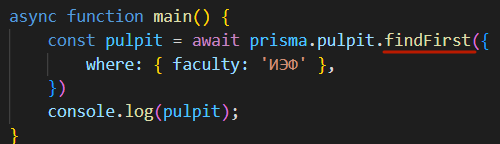 async function main() {
const pulpit = await prisma.pulpit.findFirst({
where: { faculty: 'ИЭФ' },
})
console.log(pulpit);
}